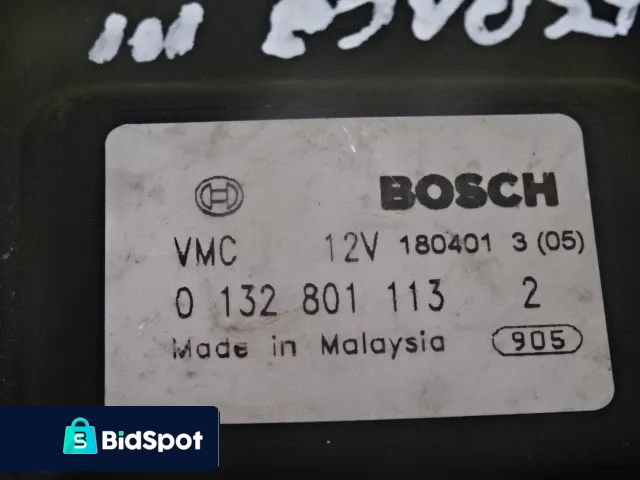 BOSCH
VMC 12V 180401 3 (05)
0 132 801 113 2
Made in Malaysia 905
BidSpot